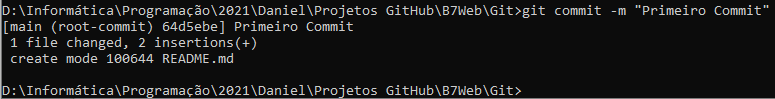 D:\Informática\Programação\2021\Daniel\Projetos GitHub\B7Web\Git>git commit -m "Primeiro Commit"
[main (root-commit) 64d5ebe] Primeiro Commit
 1 file changed, 2 insertions(+)
 create mode 100644 README.md
D:\Informática\Programação\2021\Daniel\Projetos GitHub\B7Web\Git>